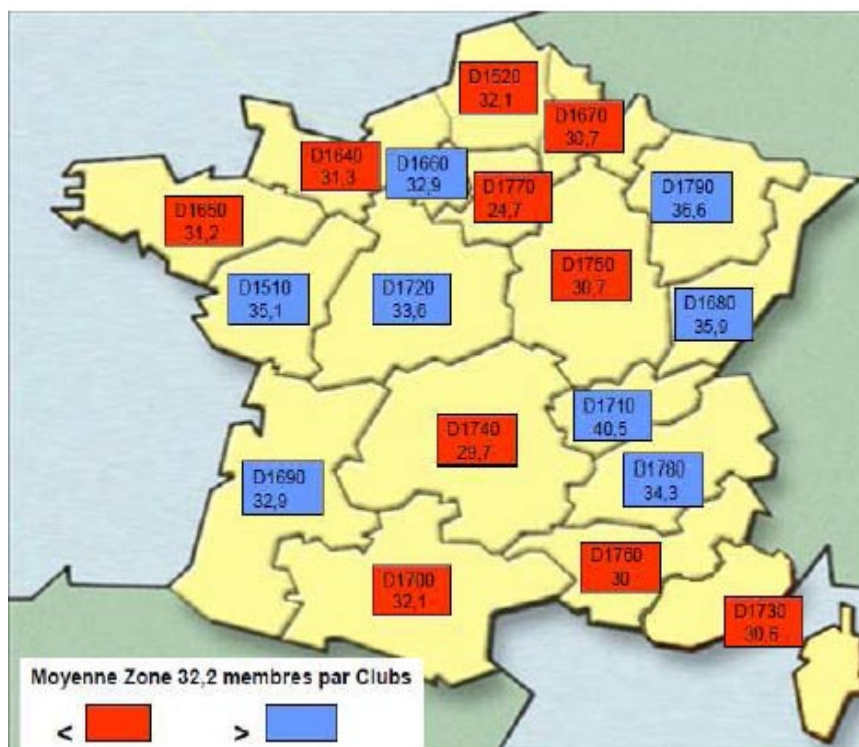 D1520
32,1
D1670
30,7
D1640
31,3
D1660
32,9
D1770
24,7
D1790
36,6
D1650
31,2
D1750
30,7
D1510
35,1
D1720
33,6
D1680
35,9
D1710
40,5
D1740
29,7
D1780
34,3
D1690
32,9
D1760
30
D1700
32,1
D1730
30,6
Moyenne Zone 32,2 membres par Clubs
< >